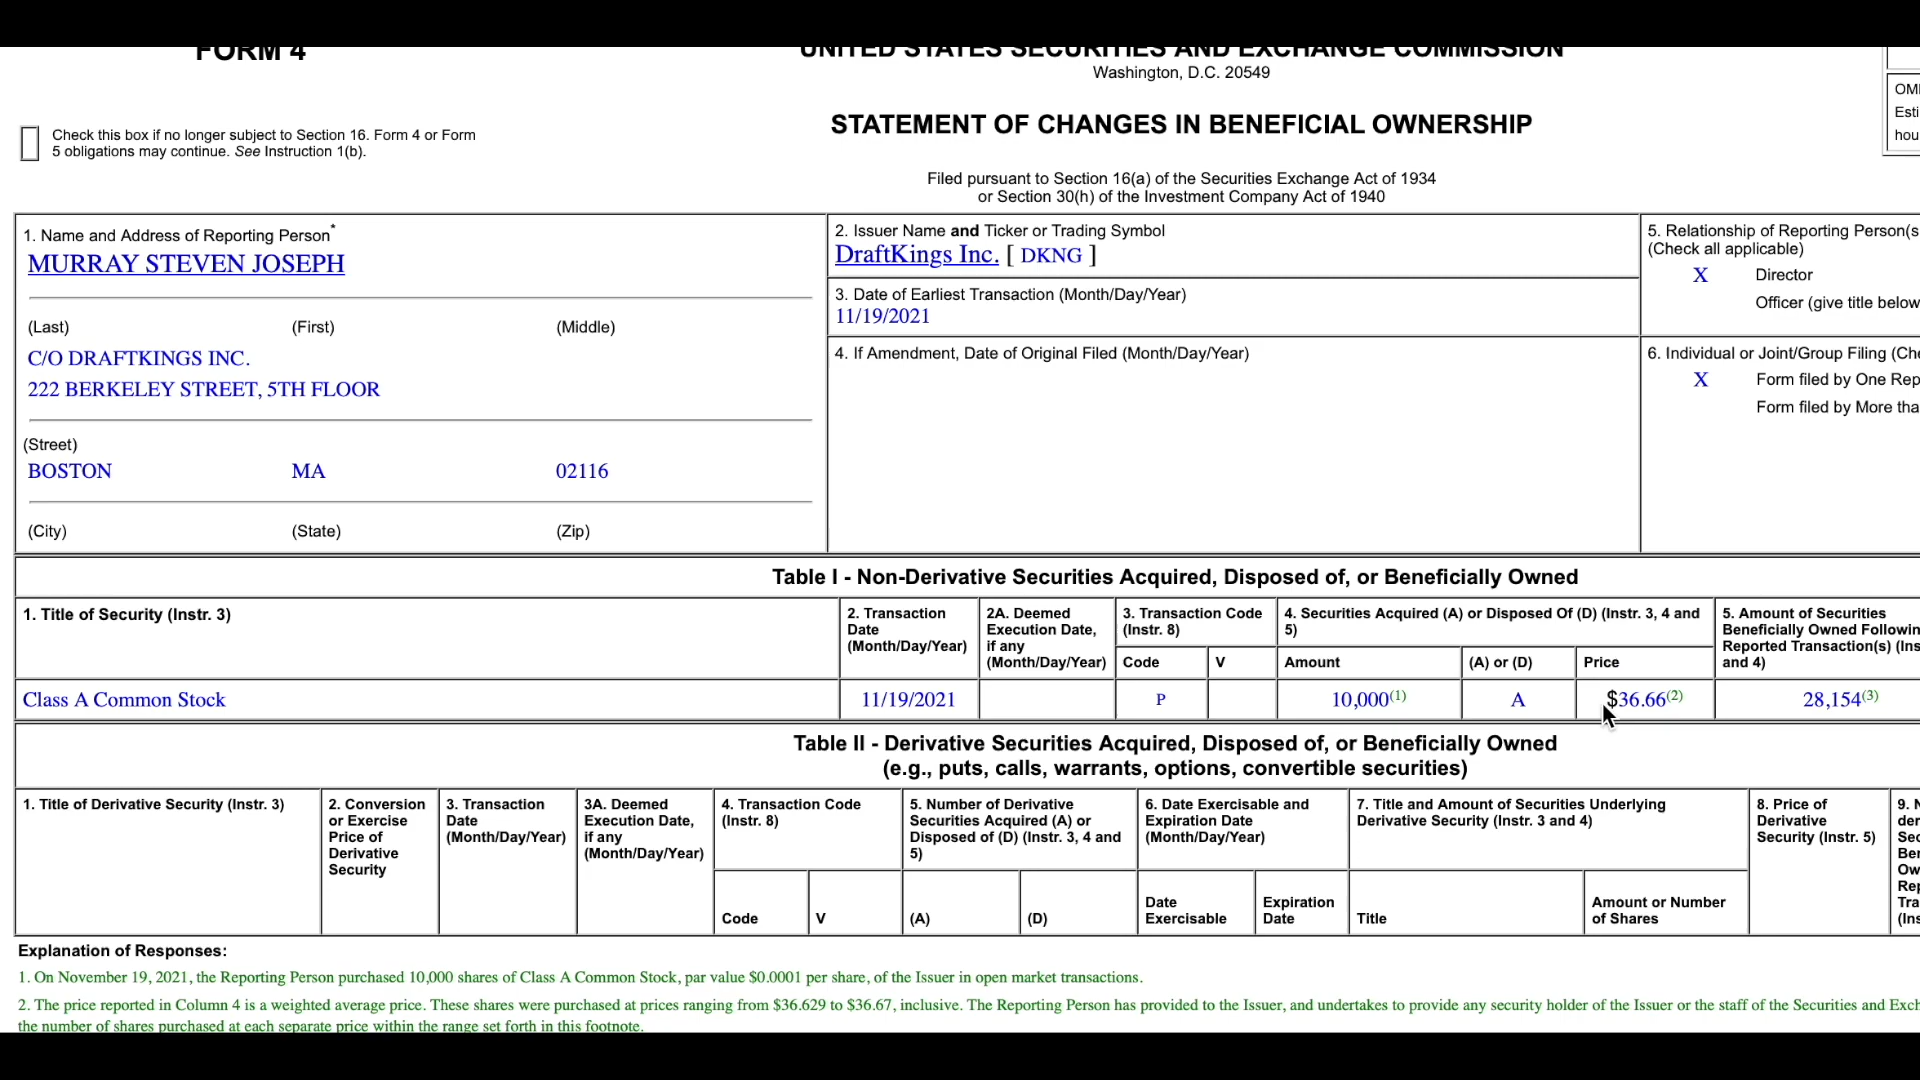 FORM 4
UNITED STATES SECURITIES AND EXCHANGE COMMISSION
Washington, D.C. 20549
STATEMENT OF CHANGES IN BENEFICIAL OWNERSHIP
Filed pursuant to Section 16(a) of the Securities Exchange Act of 1934
or Section 30(h) of the Investment Company Act of 1940
Check this box if no longer subject to Section 16. Form 4 or Form
5 obligations may continue. See Instruction 1(b).
hou
1. Name and Address of Reporting Person*
MURRAY STEVEN JOSEPH
(Last) (First) (Middle)
C/O DRAFTKINGS INC.
222 BERKELEY STREET, 5TH FLOOR
(Street)
BOSTON MA 02116
(City) (State) (Zip)
2. Issuer Name and Ticker or Trading Symbol
DraftKings Inc. [ DKNG ]
3. Date of Earliest Transaction (Month/Day/Year)
11/19/2021
4. If Amendment, Date of Original Filed (Month/Day/Year)
5. Relationship of Reporting Person(s
(Check all applicable)
X Director
Officer (give title below
6. Individual or Joint/Group Filing (Che
X Form filed by One Rep
Form filed by More tha
Table I - Non-Derivative Securities Acquired, Disposed of, or Beneficially Owned
1. Title of Security (Instr. 3)
2. Transaction
Date
(Month/Day/Year)
2A. Deemed
Execution Date,
if any
(Month/Day/Year)
3. Transaction Code
(Instr. 8)
4. Securities Acquired (A) or Disposed Of (D) (Instr. 3, 4 and
5)
5. Amount of Securities
Beneficially Owned Followin
Reported Transaction(s) (Ins
and 4)
Code V Amount (A) or (D) Price
Class A Common Stock 11/19/2021 P 10,000(1) A $36.66(2) 28,154(3)
Table II - Derivative Securities Acquired, Disposed of, or Beneficially Owned
(e.g., puts, calls, warrants, options, convertible securities)
1. Title of Derivative Security (Instr. 3)
2. Conversion
or Exercise
Price of
Derivative
Security
3. Transaction
Date
(Month/Day/Year)
3A. Deemed
Execution Date,
if any
(Month/Day/Year)
4. Transaction Code
(Instr. 8)
5. Number of Derivative
Securities Acquired (A) or
Disposed of (D) (Instr. 3, 4 and
5)
6. Date Exercisable and
Expiration Date
(Month/Day/Year)
7. Title and Amount of Securities Underlying
Derivative Security (Instr. 3 and 4)
8. Price of
Derivative
Security (Instr. 5)
9. N
der
Sec
Ber
Ow
Rep
Tra
(Ins
Code V (A) (D)
Date
Exercisable
Expiration
Date
Title
Amount or Number
of Shares
Explanation of Responses:
1. On November 19, 2021, the Reporting Person purchased 10,000 shares of Class A Common Stock, par value $0.0001 per share, of the Issuer in open market transactions.
2. The price reported in Column 4 is a weighted average price. These shares were purchased at prices ranging from $36.629 to $36.67, inclusive. The Reporting Person has provided to the Issuer, and undertakes to provide any security holder of the Issuer or the staff of the Securities and Exch
the number of shares purchased at each separate price within the range set forth in this footnote.